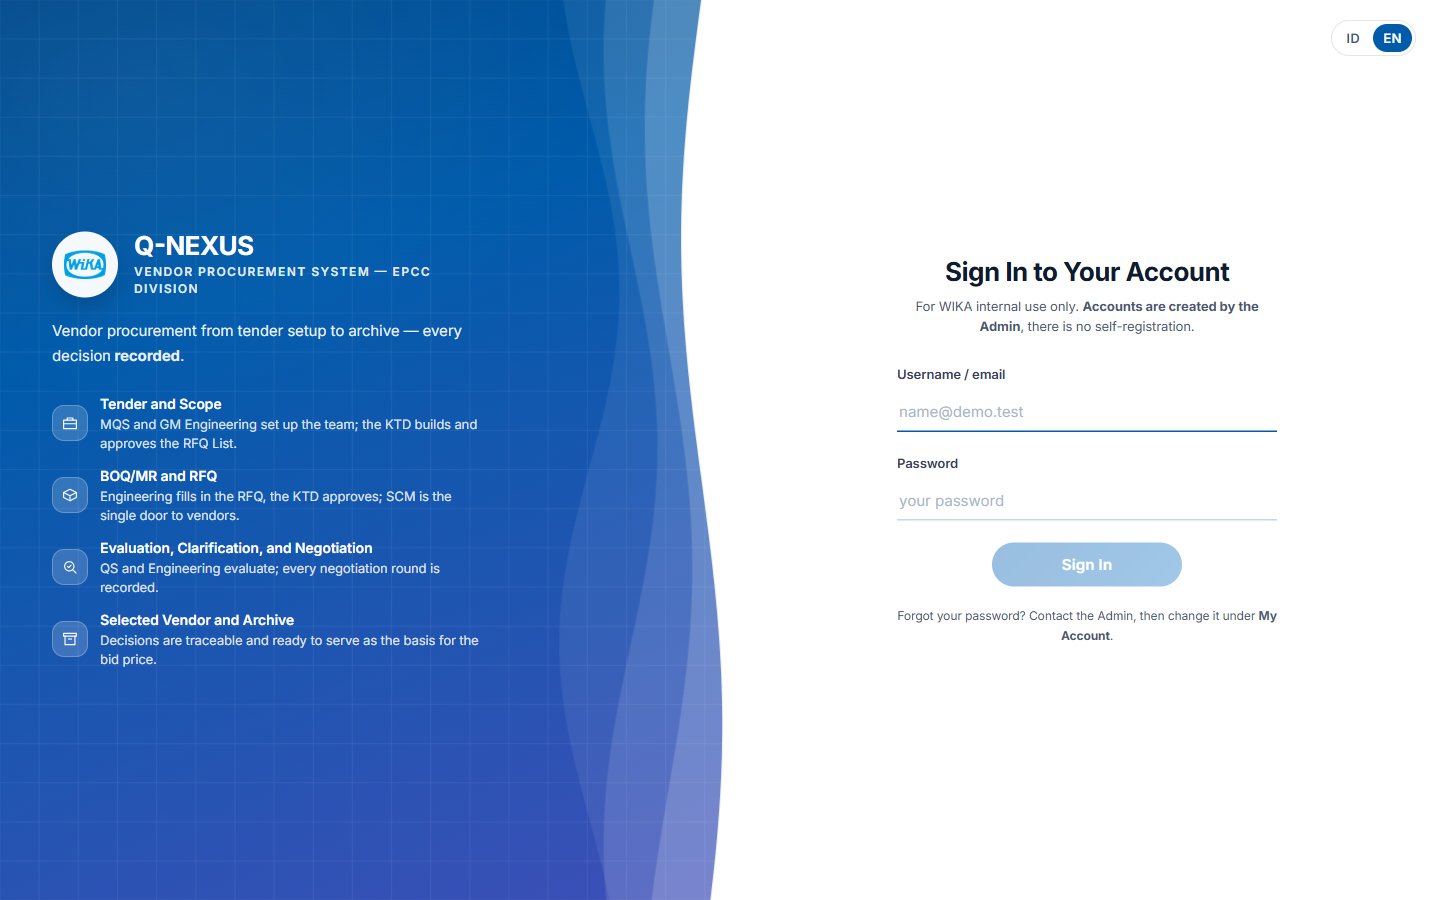 ID EN
WiKA
Q-NEXUS
VENDOR PROCUREMENT SYSTEM — EPCC
DIVISION
Vendor procurement from tender setup to archive — every
decision recorded.
Tender and Scope
MQS and GM Engineering set up the team; the KTD builds and
approves the RFQ List.
BOQ/MR and RFQ
Engineering fills in the RFQ, the KTD approves; SCM is the
single door to vendors.
Evaluation, Clarification, and Negotiation
QS and Engineering evaluate; every negotiation round is
recorded.
Selected Vendor and Archive
Decisions are traceable and ready to serve as the basis for the
bid price.
Sign In to Your Account
For WIKA internal use only. Accounts are created by the
Admin, there is no self-registration.
Username / email
name@demo.test
Password
your password
Sign In
Forgot your password? Contact the Admin, then change it under My
Account.